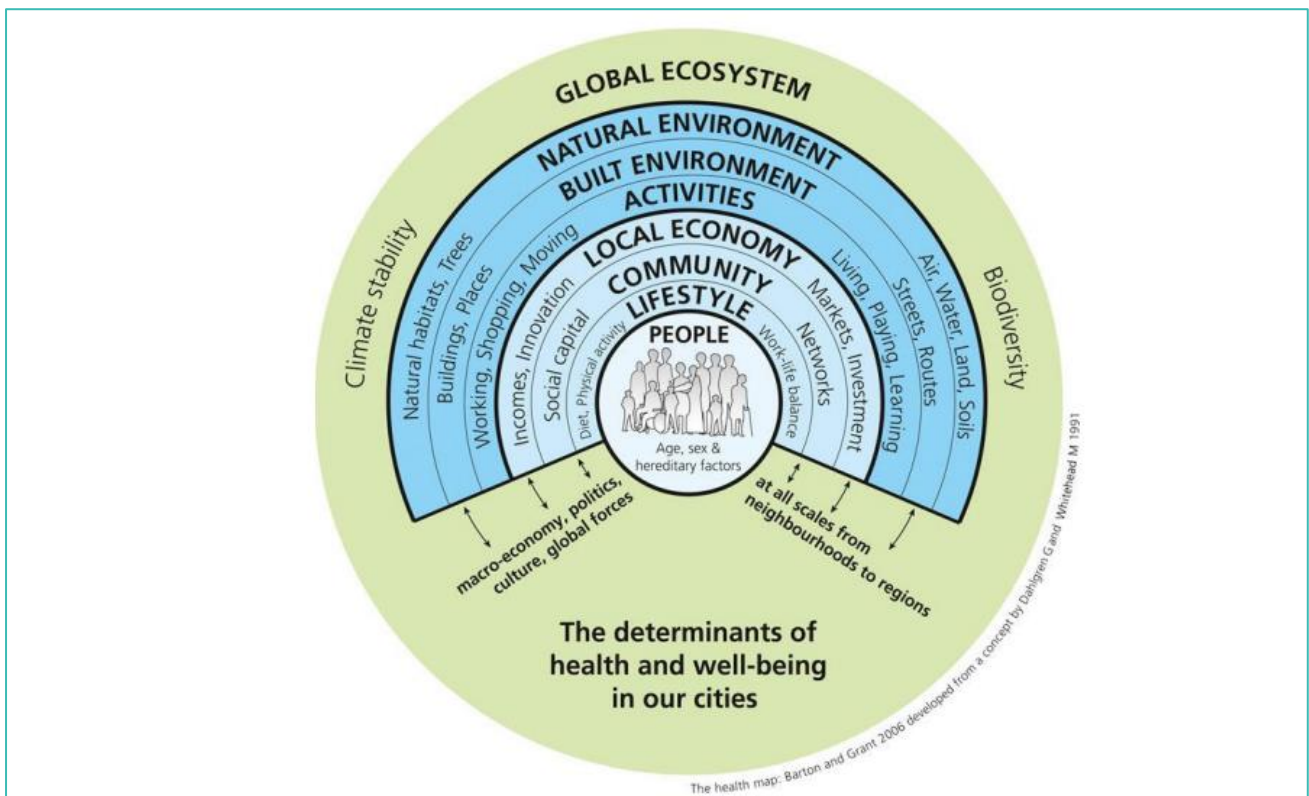 GLOBAL ECOSYSTEM
NATURAL ENVIRONMENT
BUILT ENVIRONMENT
ACTIVITIES
LOCAL ECONOMY
COMMUNITY
LIFESTYLE
PEOPLE
Age, sex &
hereditary factors
Climate stability
Natural habitats, Trees
Buildings, Places
Working, Shopping, Moving
Incomes, Innovation
Social capital
Diet, Physical activity
Work-life balance
Networks
Markets, Investment
Living, Playing, Learning
Streets, Routes
Air, Water, Land, Soils
Biodiversity
macro-economy, politics,
culture, global forces
at all scales from
neighbourhoods to regions
The determinants of
health and well-being
in our cities
The health map: Barton and Grant 2006 developed from a concept by Dahlgren Gand Whitehead M 1991